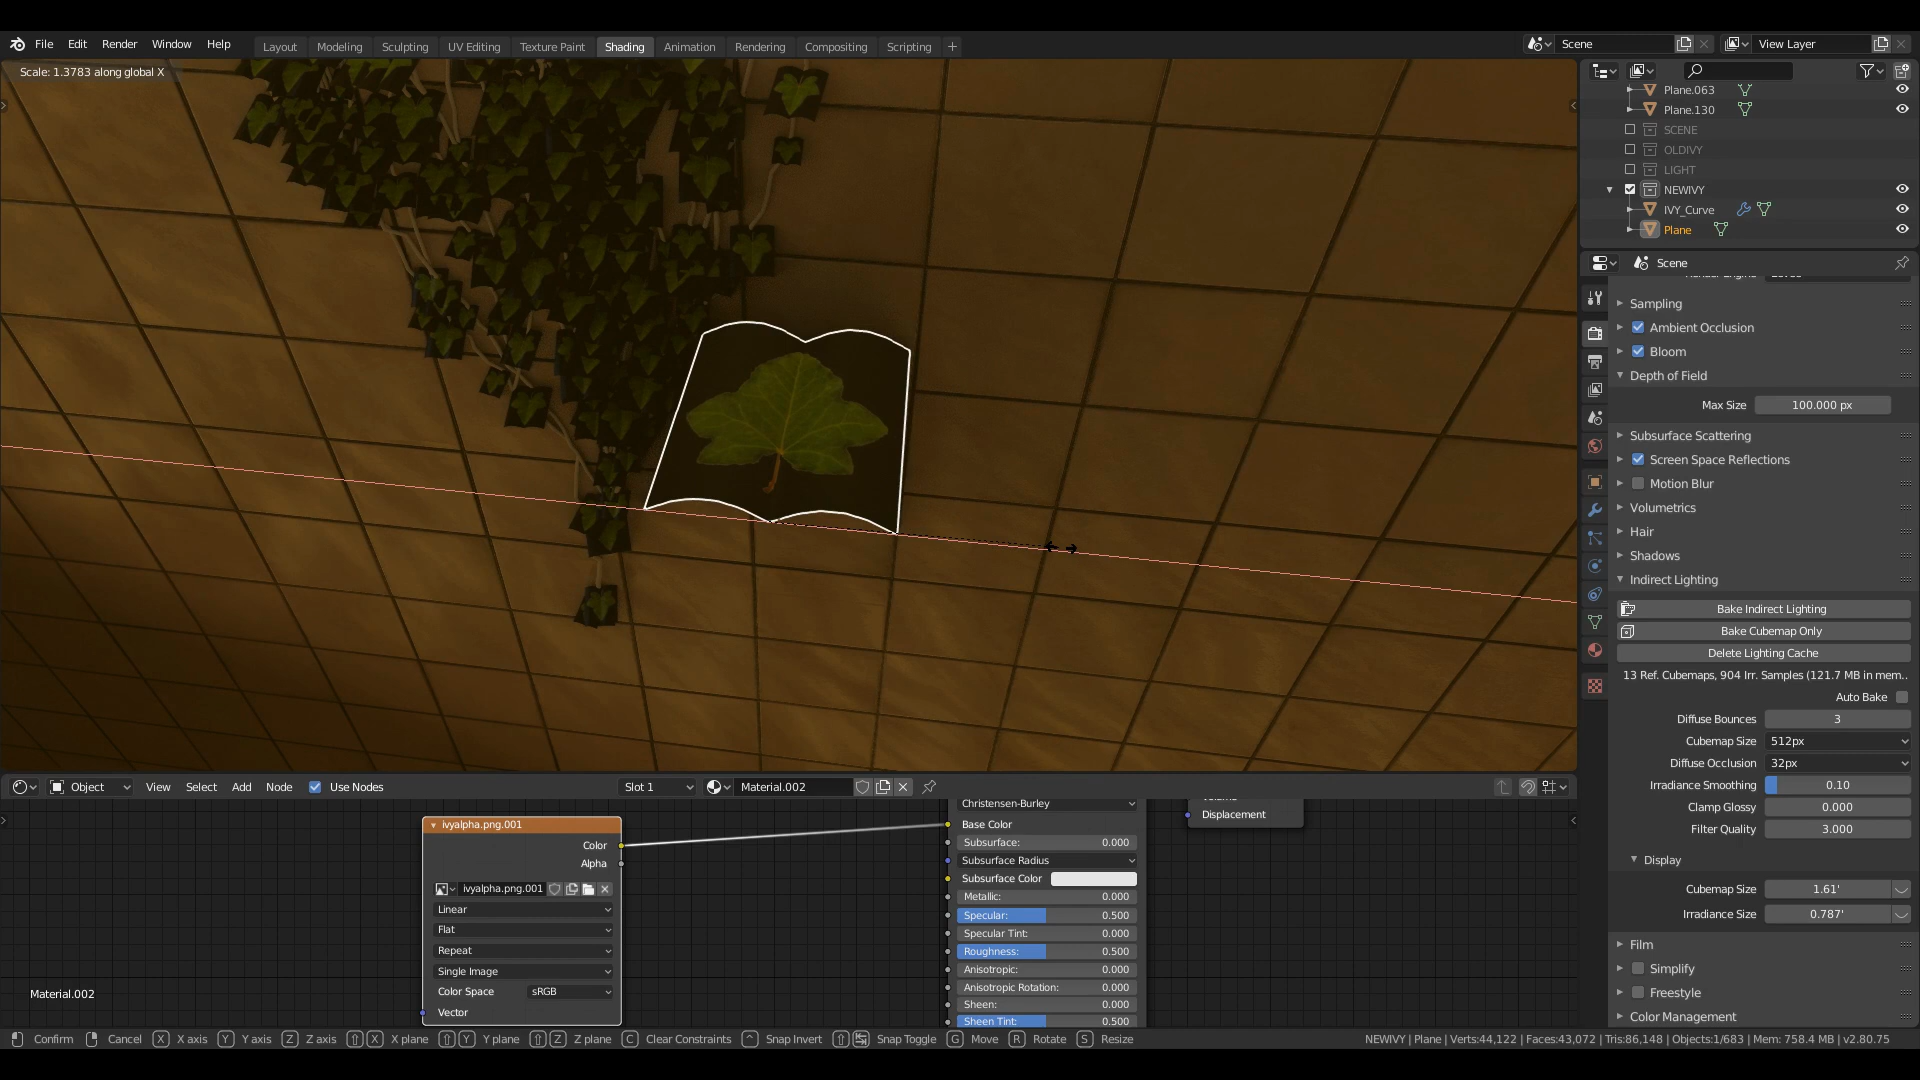 File Edit Render Window Help Layout Modeling Sculpting UV Editing Texture Paint Shading Animation Rendering Compositing Scripting + Scene View Layer
Scale: 1.3783 along global X
Plane.063
Plane.130
SCENE
OLDIVY
LIGHT
NEWIVY
IVY_Curve
Plane
Scene
Sampling
Ambient Occlusion
Bloom
Depth of Field
Max Size 100.000 px
Subsurface Scattering
Screen Space Reflections
Motion Blur
Volumetrics
Hair
Shadows
Indirect Lighting
Bake Indirect Lighting
Bake Cubemap Only
Delete Lighting Cache
13 Ref. Cubemaps, 904 Irr. Samples (121.7 MB in mem..
Auto Bake
Diffuse Bounces 3
Cubemap Size 512px
Diffuse Occlusion 32px
Irradiance Smoothing 0.10
Clamp Glossy 0.000
Filter Quality 3.000
Display
Cubemap Size 1.61'
Irradiance Size 0.787'
Film
Simplify
Freestyle
Color Management
Object View Select Add Node Use Nodes Slot 1 Material.002
ivyalpha.png.001
Color
Alpha
ivyalpha.png.001
Linear
Flat
Repeat
Single Image
Color Space sRGB
Vector
Christensen-Burley
Base Color
Subsurface: 0.000
Subsurface Radius
Subsurface Color
Metallic: 0.000
Specular: 0.500
Specular Tint: 0.000
Roughness: 0.500
Anisotropic: 0.000
Anisotropic Rotation: 0.000
Sheen: 0.000
Sheen Tint: 0.500
Displacement
Material.002
Confirm Cancel X X axis Y Y axis Z Z axis X X plane Y Y plane Z Z plane C Clear Constraints ^ Snap Invert Snap Toggle G Move R Rotate S Resize NEWIVY | Plane | Verts:44,122 | Faces:43,072 | Tris:86,148 | Objects:1/683 | Mem: 758.4 MB | v2.80.75